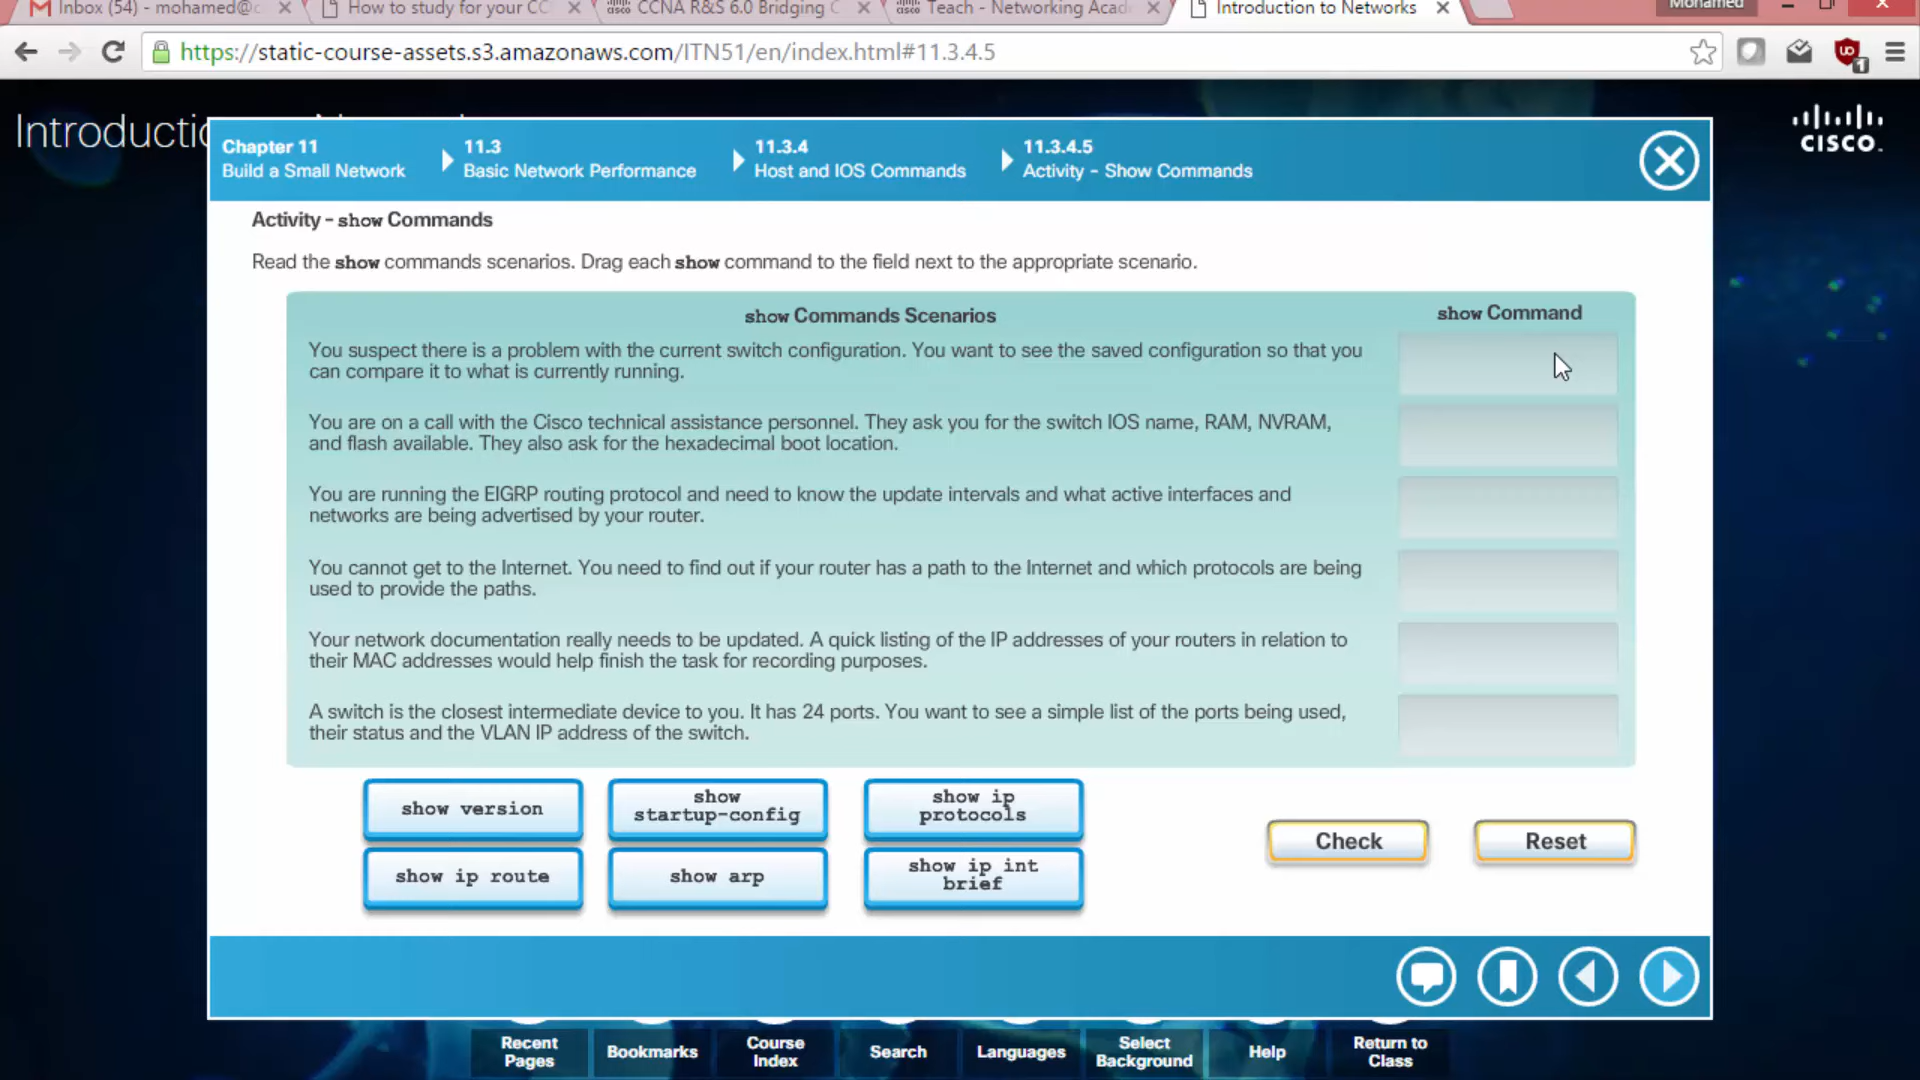 Inbox (54) - mohamed@c
How to study for your CC
CCNA R&S 6.0 Bridging C
Teach - Networking Acade
Introduction to Networks
Mohamed
https://static-course-assets.s3.amazonaws.com/ITN51/en/index.html#11.3.4.5
1
cisco.
Chapter 11
Build a Small Network
11.3
Basic Network Performance
11.3.4
Host and IOS Commands
11.3.4.5
Activity – Show Commands
Activity – show Commands
Read the show commands scenarios. Drag each show command to the field next to the appropriate scenario.
show Commands Scenarios
show Command
You suspect there is a problem with the current switch configuration. You want to see the saved configuration so that you
can compare it to what is currently running.
You are on a call with the Cisco technical assistance personnel. They ask you for the switch IOS name, RAM, NVRAM,
and flash available. They also ask for the hexadecimal boot location.
You are running the EIGRP routing protocol and need to know the update intervals and what active interfaces and
networks are being advertised by your router.
You cannot get to the Internet. You need to find out if your router has a path to the Internet and which protocols are being
used to provide the paths.
Your network documentation really needs to be updated. A quick listing of the IP addresses of your routers in relation to
their MAC addresses would help finish the task for recording purposes.
A switch is the closest intermediate device to you. It has 24 ports. You want to see a simple list of the ports being used,
their status and the VLAN IP address of the switch.
show version
show
startup-config
show ip
protocols
show ip route
show arp
show ip int
brief
Check
Reset
Recent
Pages
Bookmarks
Course
Index
Search
Languages
Select
Background
Help
Return to
Class